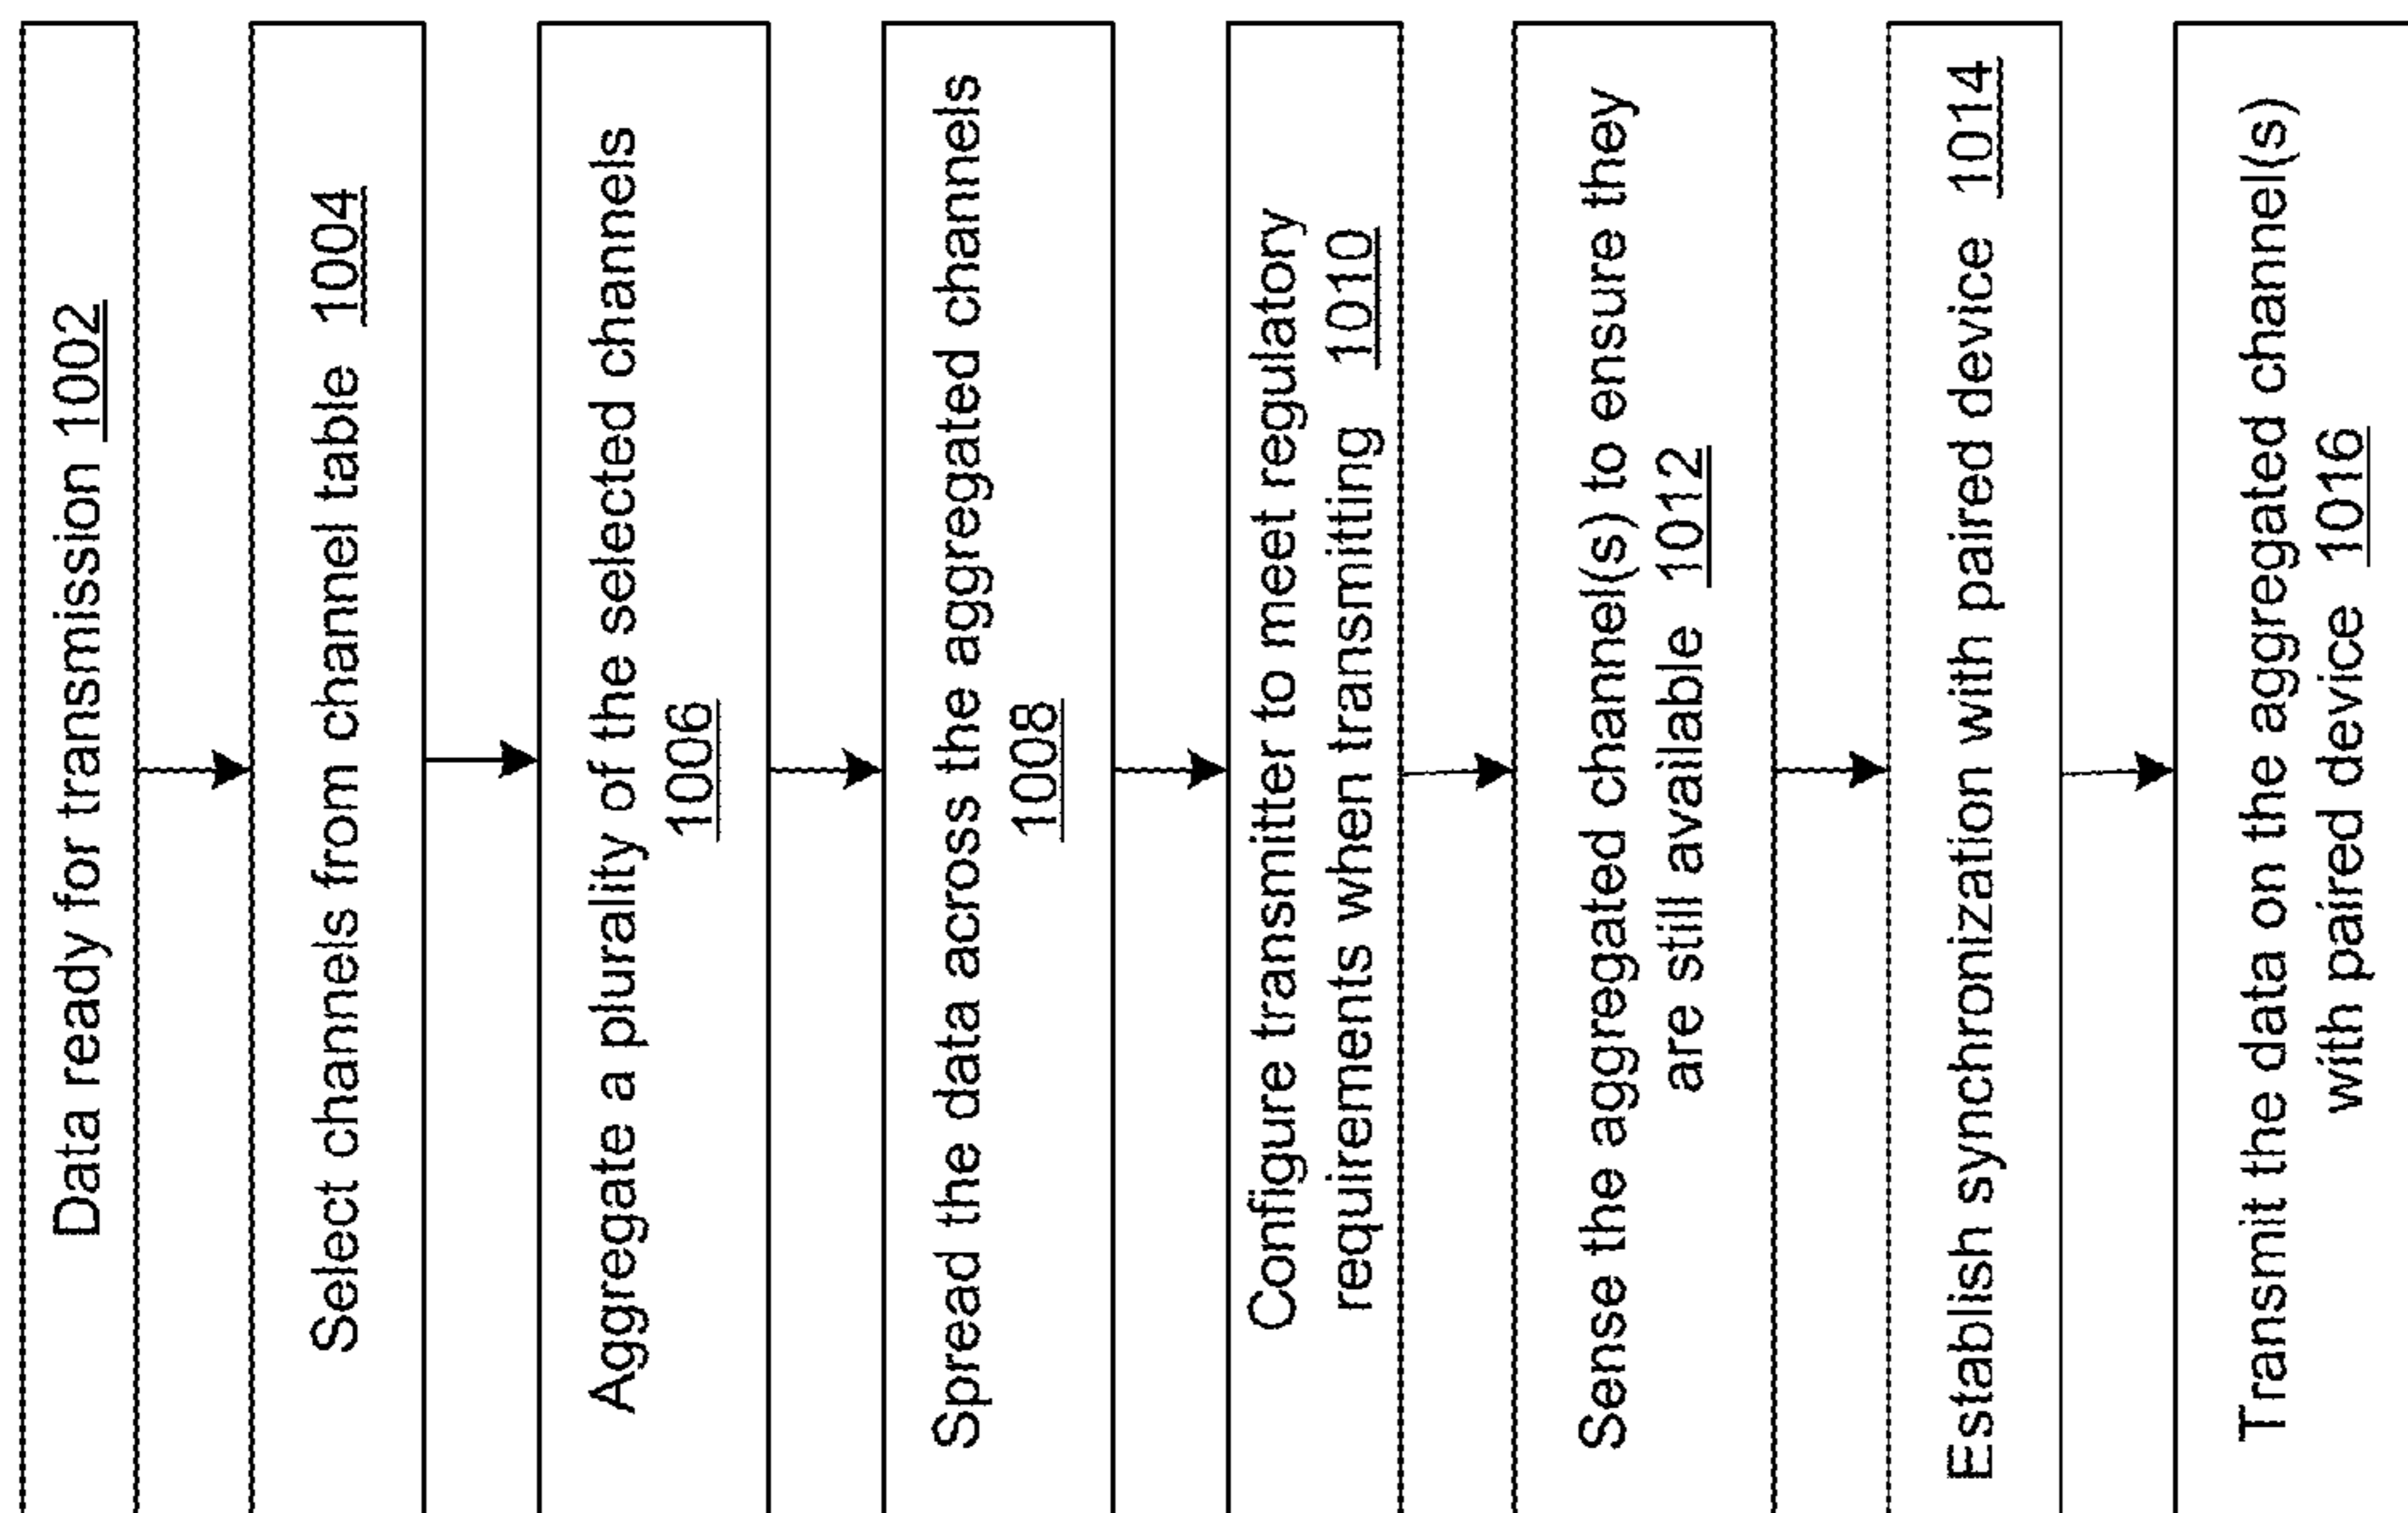 Data ready for transmission 1002
Select channels from channel table 1004
Aggregate a plurality of the selected channels
1006
Spread the data across the aggregated channels
1008
Configure transmitter to meet regulatory
requirements when transmitting 1010
Sense the aggregated channel(s) to ensure they
are still available 1012
Establish synchronization with paired device 1014
Transmit the data on the aggregated channel(s)
with paired device 1016